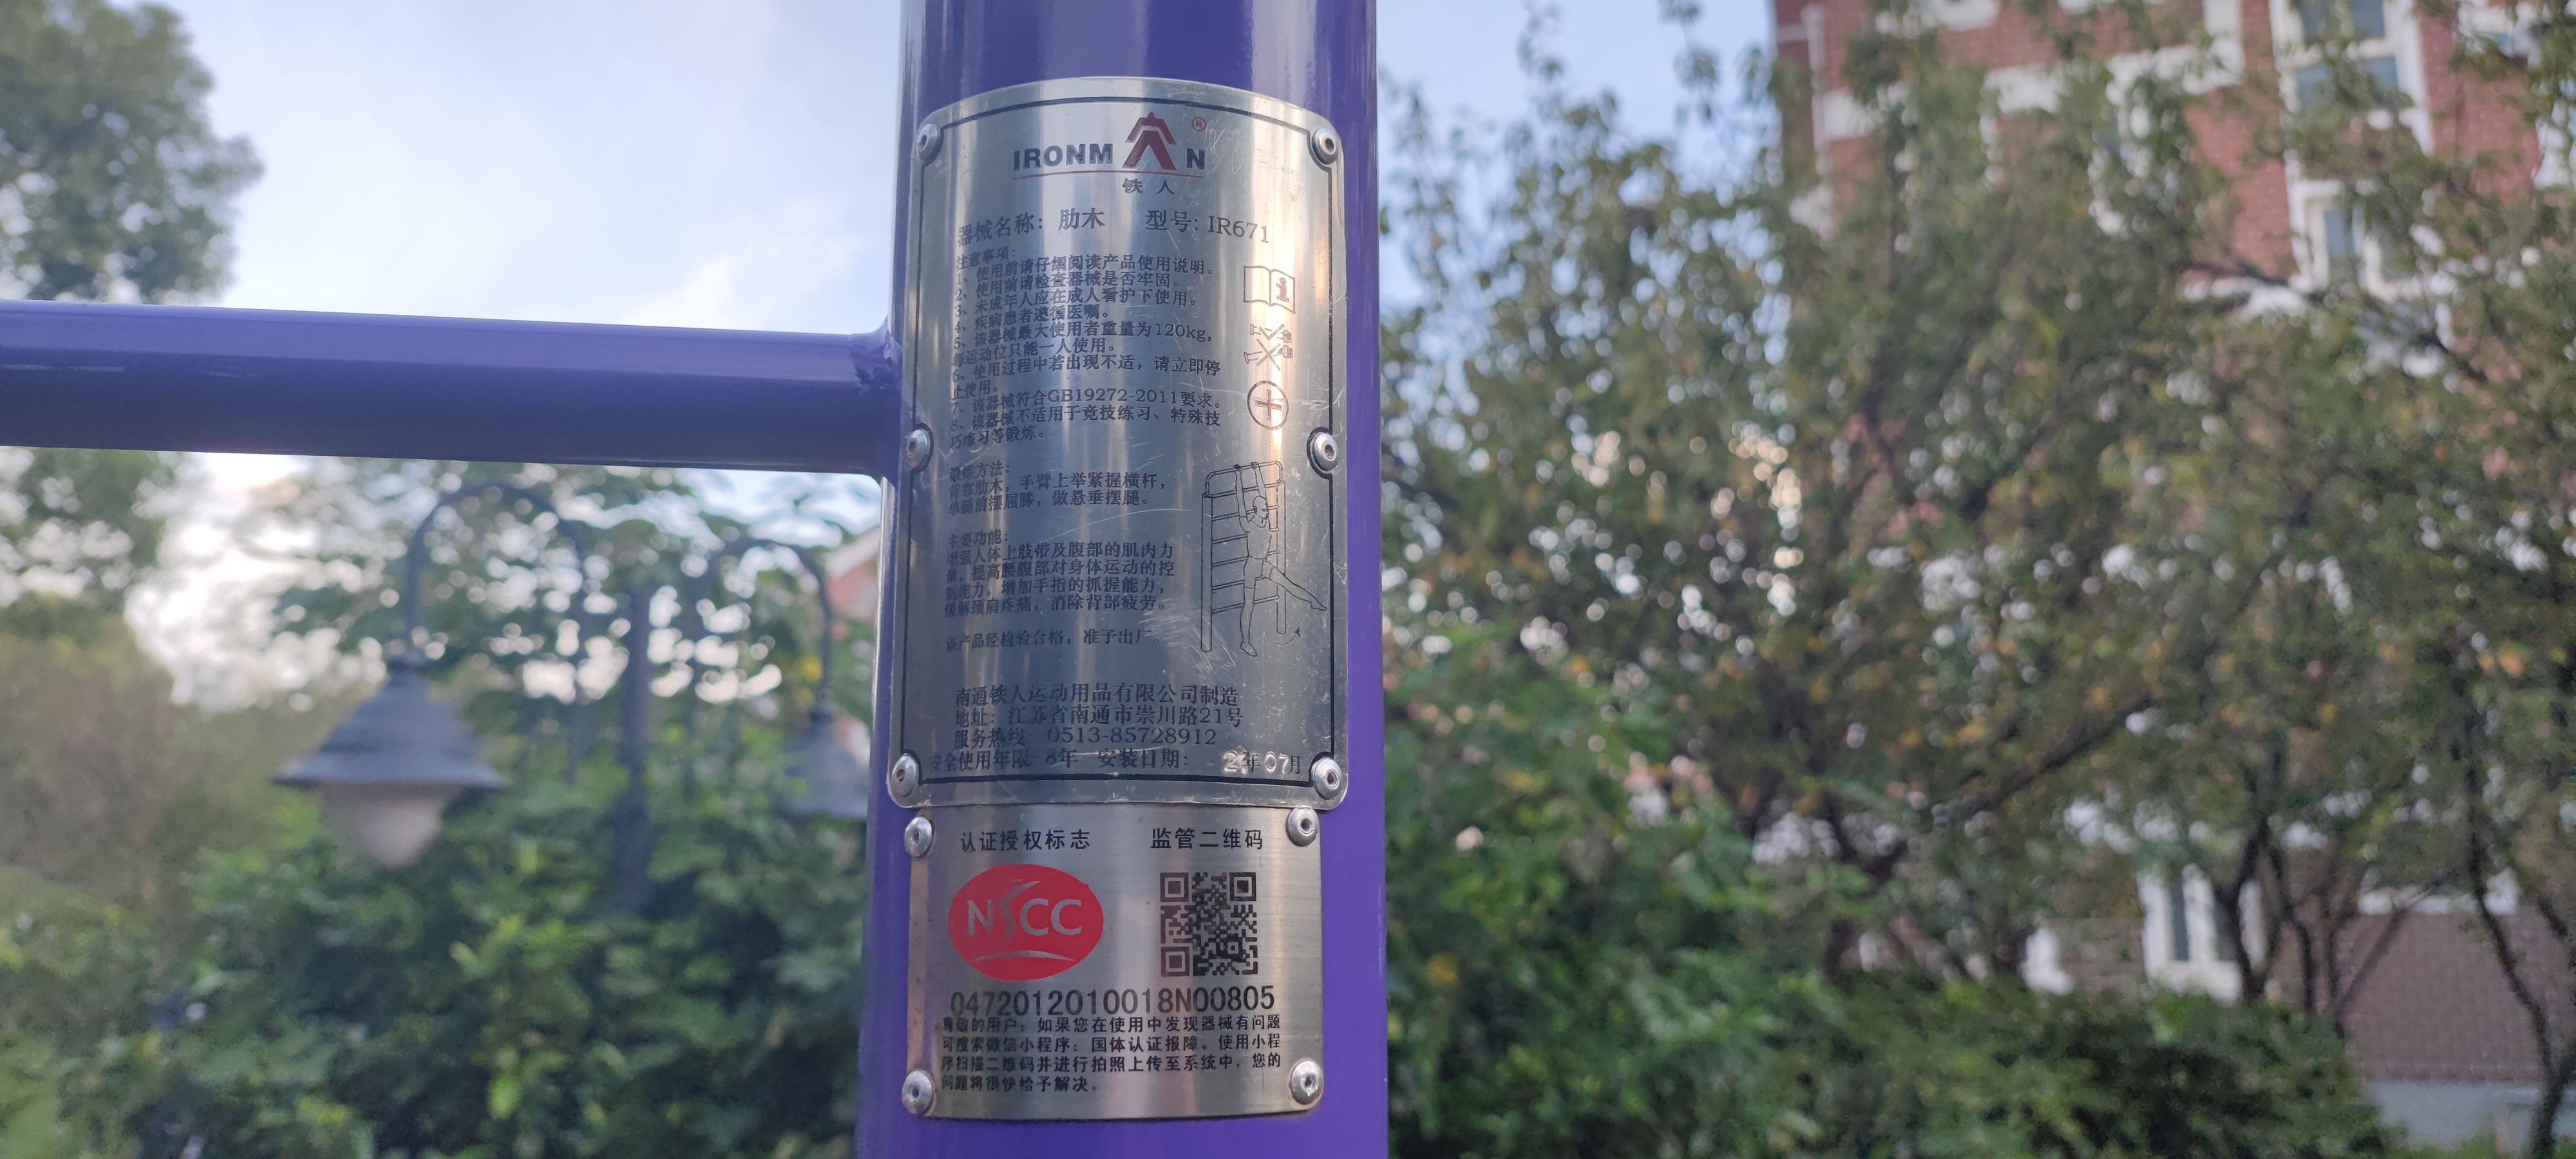 IRONMAN®
铁人
器械名称：肋木 型号：IR671
注意事项：
1、使用前请仔细阅读产品使用说明。
2、使用前请检查器械是否牢固。
3、未成年人应在成人看护下使用。
4、疾病患者遵循医嘱。
5、该器械最大使用者重量为120kg，
每运动位只能一人使用。
6、使用过程中若出现不适，请立即停
止使用。
7、该器械符合GB19272-2011要求。
8、该器械不适用于竞技练习、特殊技
巧练习等锻炼。
锻炼方法：
背靠肋木，手臂上举紧握横杆，
单腿前摆屈膝，做悬垂摆腿。
主要功能：
增强人体上肢带及腹部的肌肉力
量，提高腰腹部对身体运动的控
制能力，增加手指的抓握能力，
缓解颈肩疼痛，消除背部疲劳。
该产品经检验合格，准予出厂。
南通铁人运动用品有限公司制造
地址：江苏省南通市崇川路21号
服务热线：0513-85728912
安全使用年限：8年 安装日期： 年07月
认证授权标志 监管二维码
NSCC
0472012010018N00805
尊敬的用户：如果您在使用中发现器械有问题
可搜索微信小程序：国体认证报障。使用小程
序扫描二维码并进行拍照上传至系统中，您的
问题将很快给予解决。